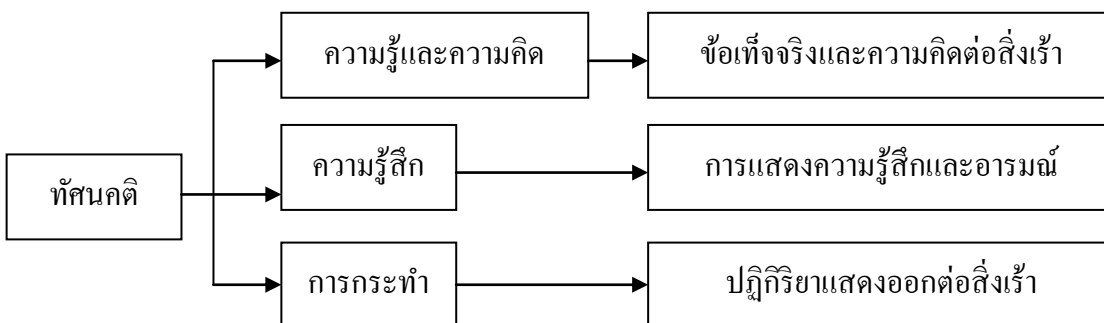 ความรู้และความคิด
ข้อเท็จจริงและความคิดต่อสิ่งเร้า
ทัศนคติ
ความรู้สึก
การแสดงความรู้สึกและอารมณ์
การกระทำ
ปฏิกิริยาแสดงออกต่อสิ่งเร้า